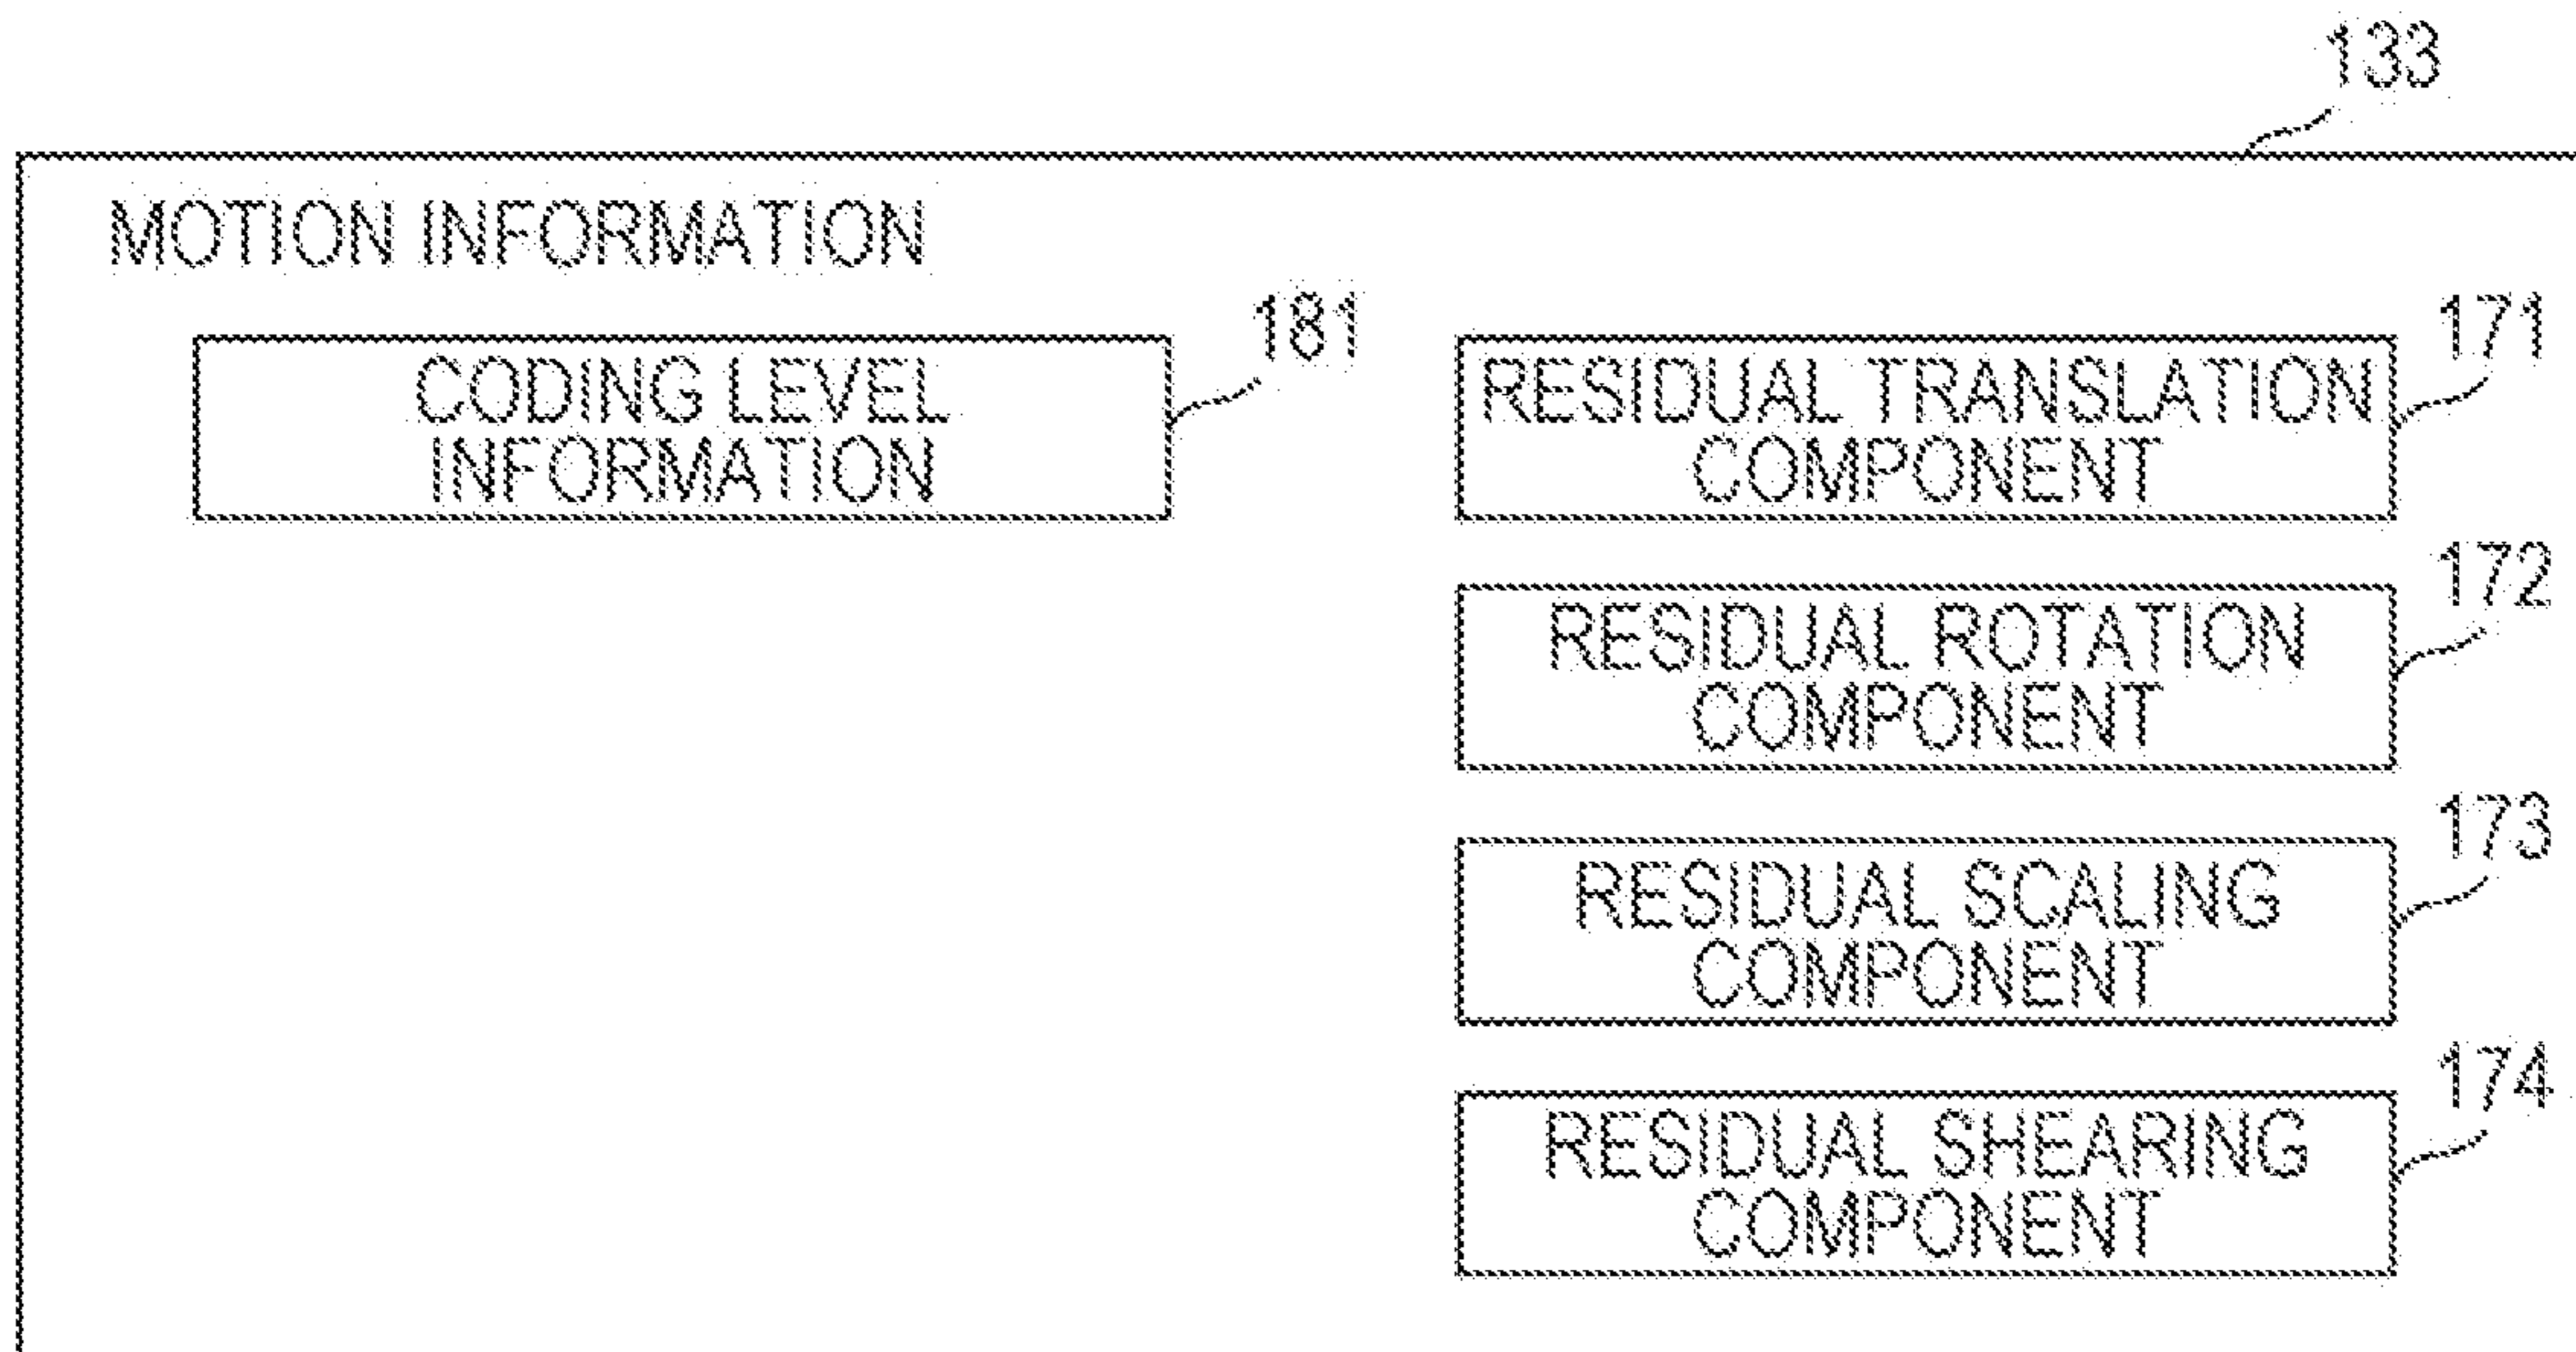 133
MOTION INFORMATION
181
CODING LEVEL
INFORMATION
171
RESIDUAL TRANSLATION
COMPONENT
172
RESIDUAL ROTATION
COMPONENT
173
RESIDUAL SCALING
COMPONENT
174
RESIDUAL SHEARING
COMPONENT